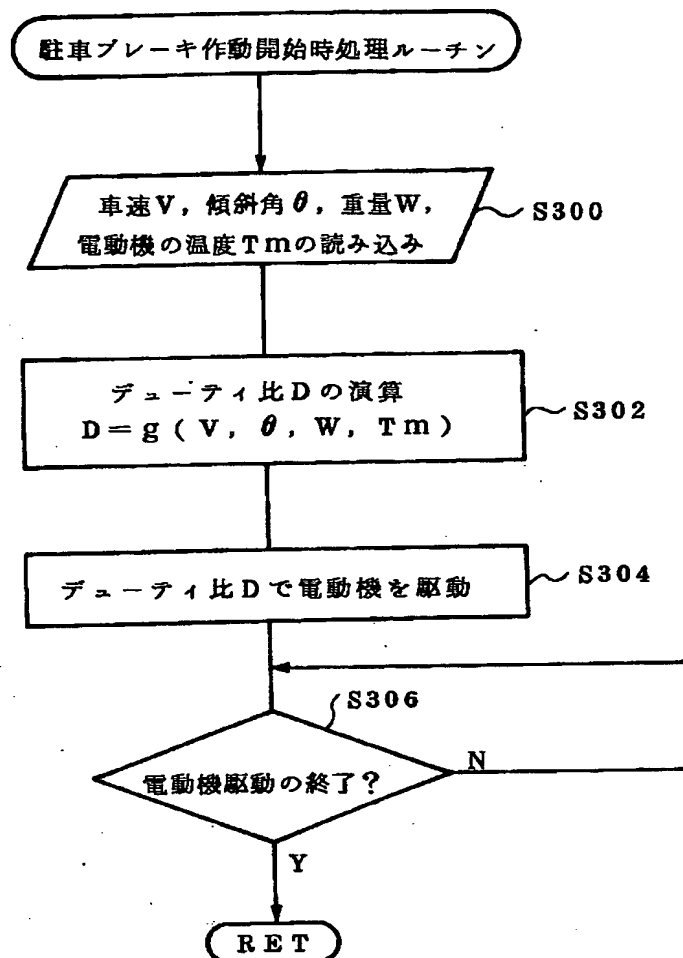 駐車ブレーキ作動開始時処理ルーチン
車速V，傾斜角θ，重量W，
電動機の温度Tmの読み込み
S300
デューティ比Dの演算
D＝g（V，θ，W，Tm）
S302
デューティ比Dで電動機を駆動
S304
S306
電動機駆動の終了？
N
Y
RET